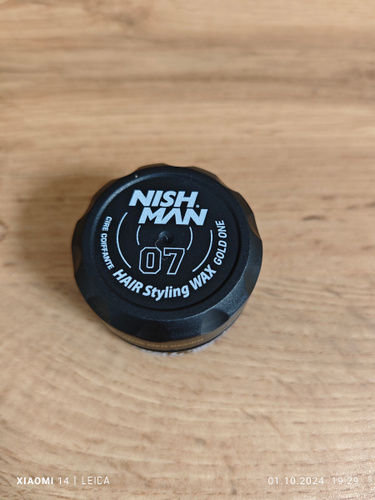 NISH
MAN
07
CIRE COIFFANTE
HAIR Styling WAX
GOLD ONE
XIAOMI 14 | LEICA
01.10.2024 19:29